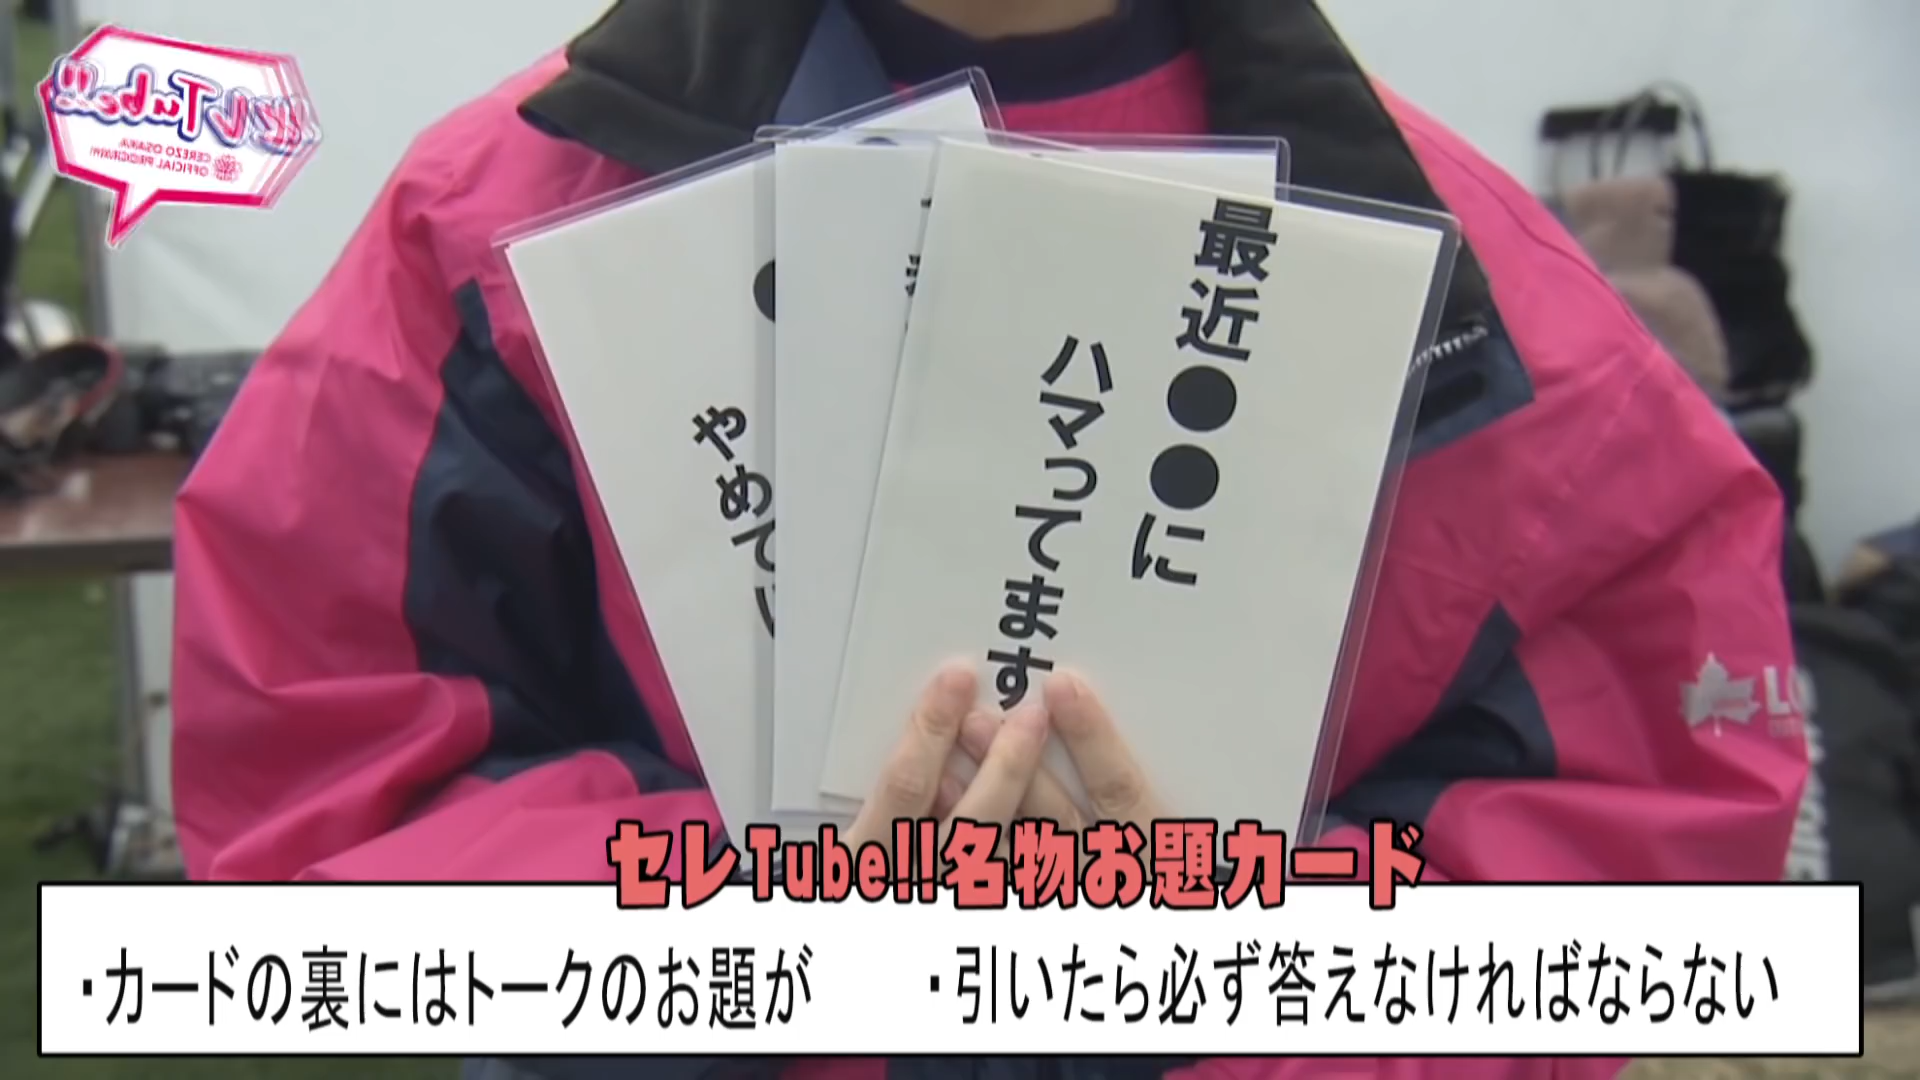 セレTube!!
CEREZO OSAKA
OFFICIAL PROGRAM!
最近●●に
ハマってます
やめて
セレTube!!名物お題カード
・カードの裏にはトークのお題が
・引いたら必ず答えなければならない